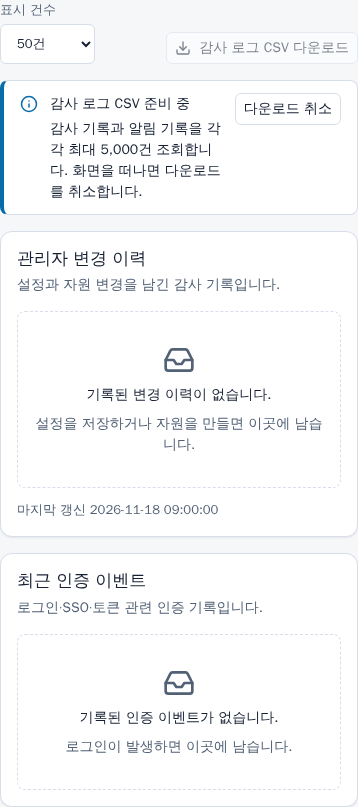 표시 건수
50건
감사 로그 CSV 다운로드
감사 로그 CSV 준비 중
다운로드 취소
감사 기록과 알림 기록을 각
각 최대 5,000건 조회합니
다. 화면을 떠나면 다운로드
를 취소합니다.
관리자 변경 이력
설정과 자원 변경을 남긴 감사 기록입니다.
기록된 변경 이력이 없습니다.
설정을 저장하거나 자원을 만들면 이곳에 남습
니다.
마지막 갱신 2026-11-18 09:00:00
최근 인증 이벤트
로그인·SSO·토큰 관련 인증 기록입니다.
기록된 인증 이벤트가 없습니다.
로그인이 발생하면 이곳에 남습니다.